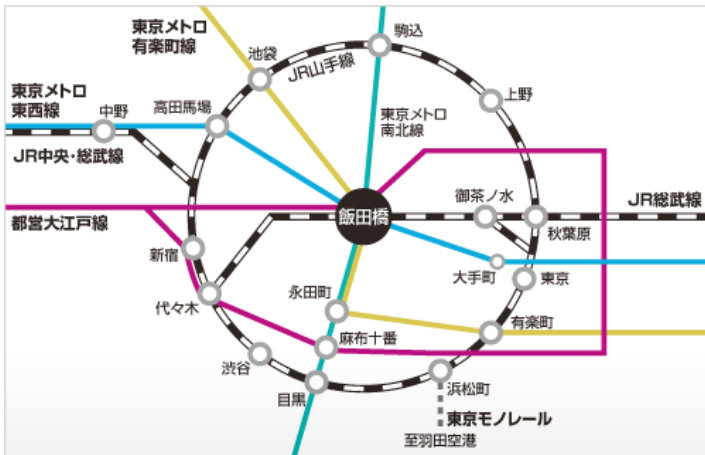 東京メトロ
有楽町線
駒込
池袋
JR山手線
上野
東京メトロ
東西線
中野
高田馬場
東京メトロ
南北線
JR中央・総武線
御茶ノ水
JR総武線
飯田橋
都営大江戸線
秋葉原
新宿
大手町
東京
代々木
永田町
有楽町
麻布十番
渋谷
目黒
浜松町
東京モノレール
至羽田空港